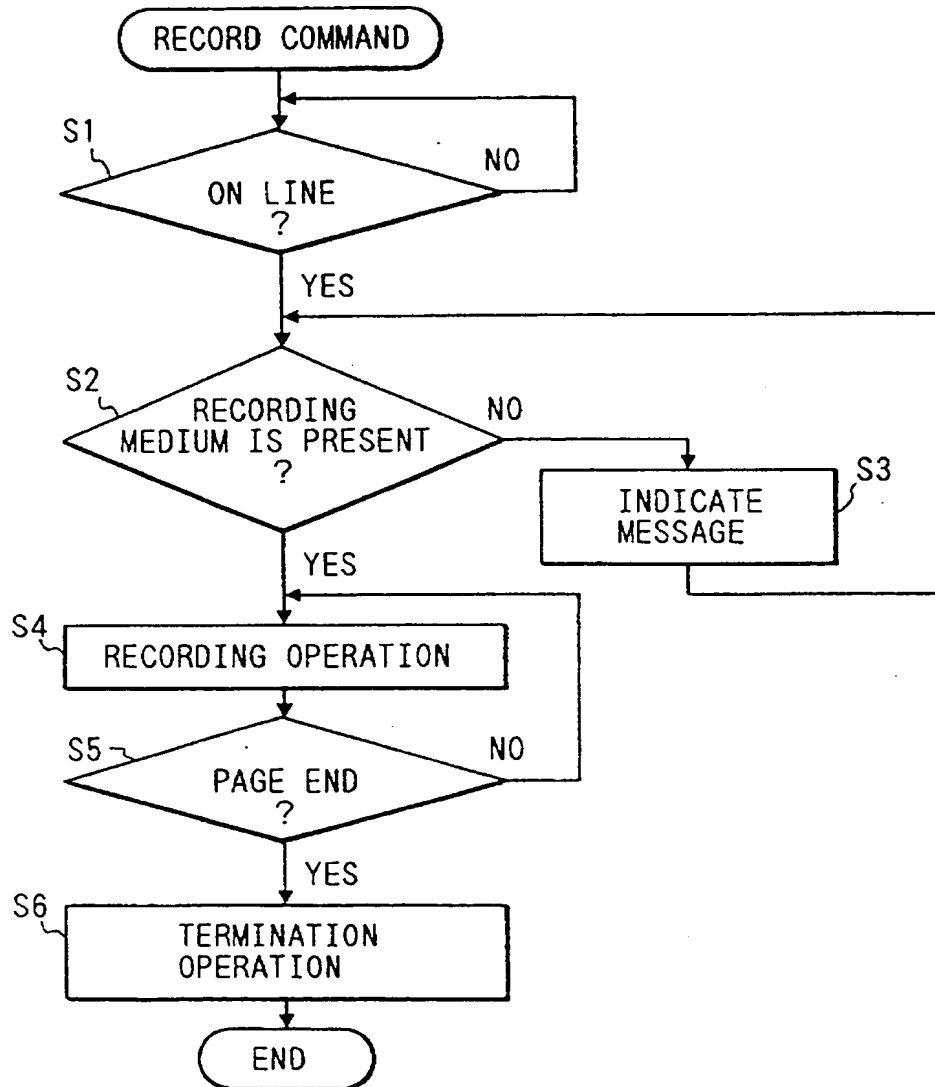 RECORD COMMAND
S1
NO
ON LINE
?
YES
S2
RECORDING
MEDIUM IS PRESENT
?
NO
S3
INDICATE
MESSAGE
YES
S4
RECORDING OPERATION
S5
NO
PAGE END
?
YES
S6
TERMINATION
OPERATION
END